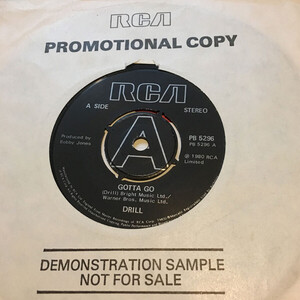 RCA
PROMOTIONAL COPY
RCA
A SIDE
STEREO
Produced by
Bobby Jones
PB 5296
PB 5296 A
A
℗ 1980 RCA
Limited
GOTTA GO
(Drill) Bright Music Ltd./
Warner Bros. Music Ltd.
DRILL
DEMONSTRATION SAMPLE
NOT FOR SALE